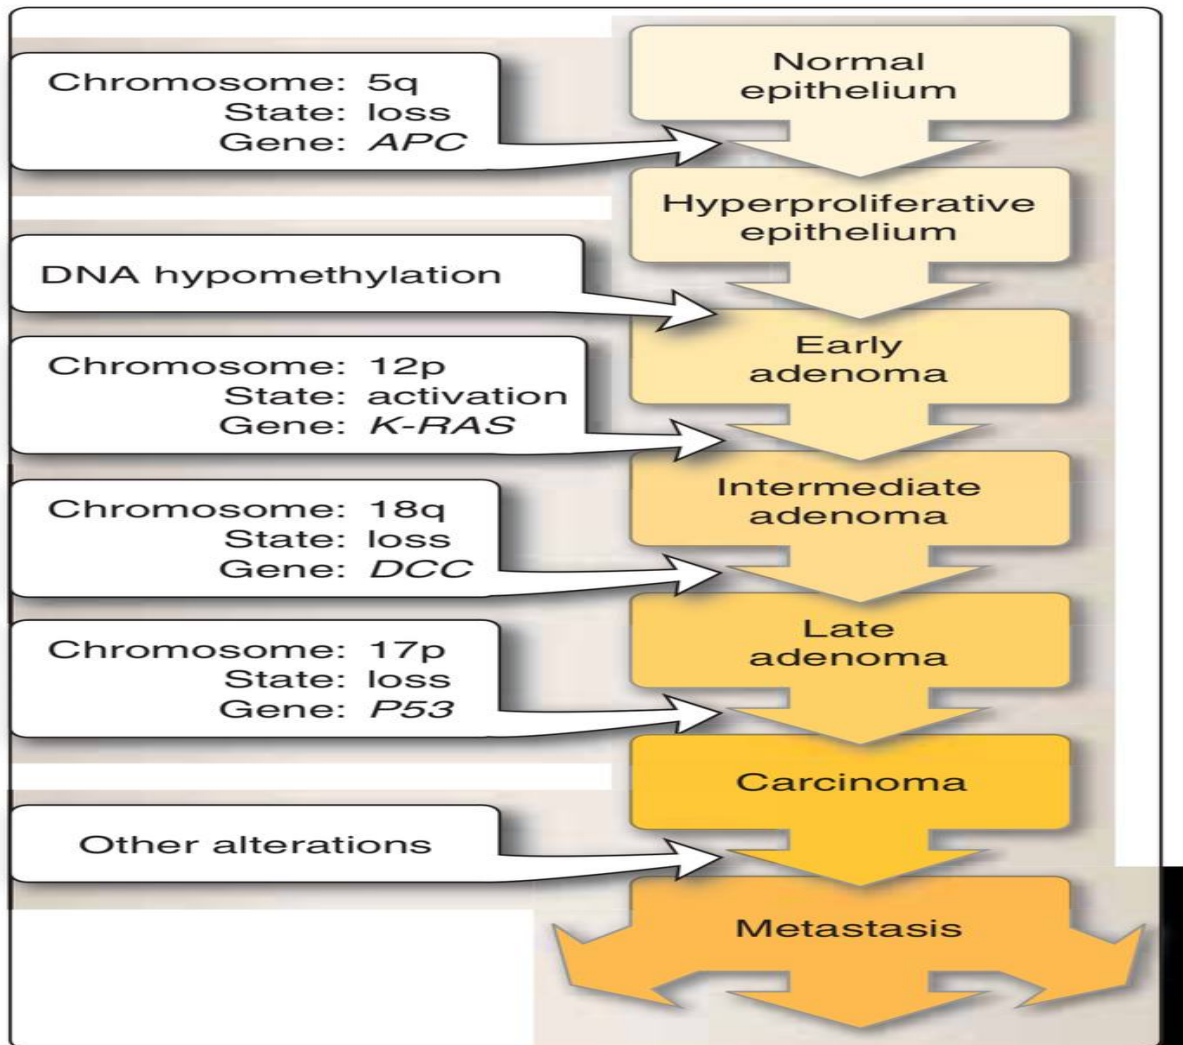 Normal
epithelium
Chromosome: 5q
State: loss
Gene: APC
Hyperproliferative
epithelium
DNA hypomethylation
Early
adenoma
Chromosome: 12p
State: activation
Gene: K-RAS
Intermediate
adenoma
Chromosome: 18q
State: loss
Gene: DCC
Late
adenoma
Chromosome: 17p
State: loss
Gene: P53
Carcinoma
Other alterations
Metastasis